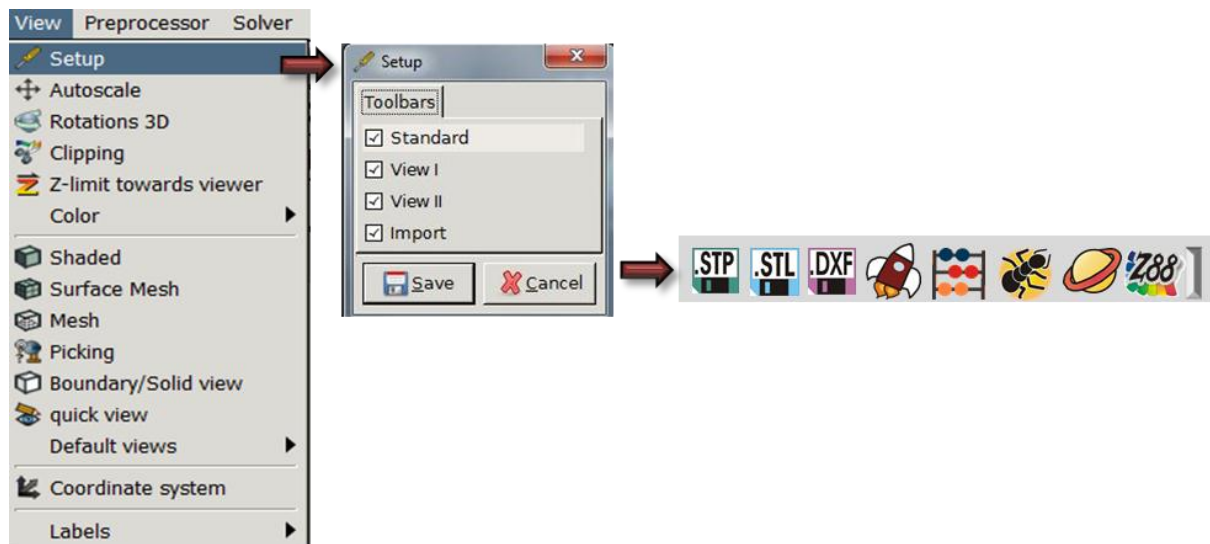 View Preprocessor Solver
Setup
Autoscale
Rotations 3D
Clipping
Z-limit towards viewer
Color
Shaded
Surface Mesh
Mesh
Picking
Boundary/Solid view
quick view
Default views
Coordinate system
Labels
Setup
Toolbars
Standard
View I
View II
Import
Save Cancel
.STP .STL .DXF Z88